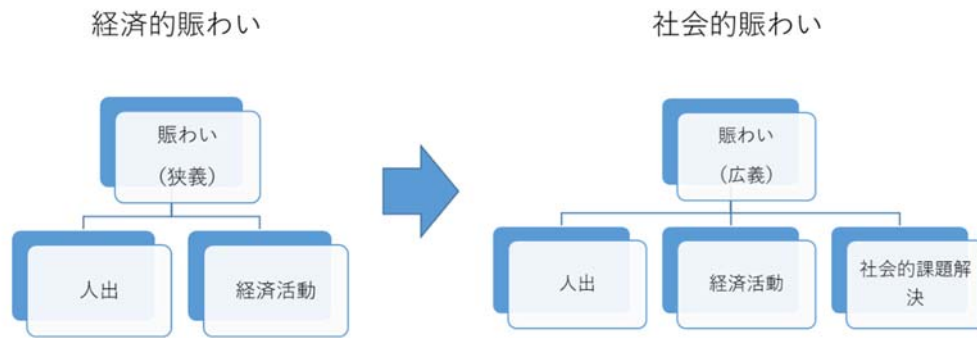 経済的賑わい
賑わい
（狭義）
人出
経済活動
社会的賑わい
賑わい
（広義）
人出
経済活動
社会的課題解
決